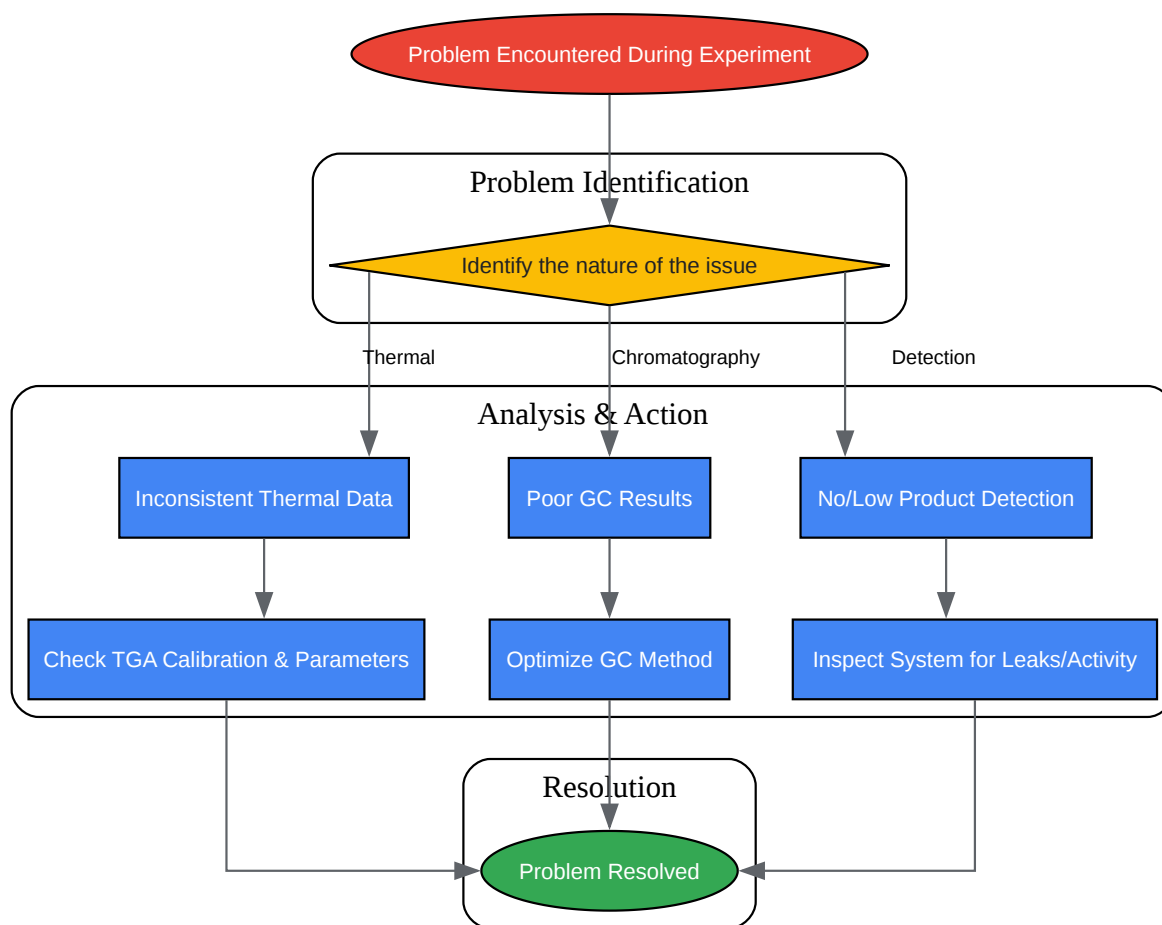 Problem Encountered During Experiment
Problem Identification
Identify the nature of the issue
Thermal
Chromatography
Detection
Analysis & Action
Inconsistent Thermal Data
Poor GC Results
No/Low Product Detection
Check TGA Calibration & Parameters
Optimize GC Method
Inspect System for Leaks/Activity
Resolution
Problem Resolved